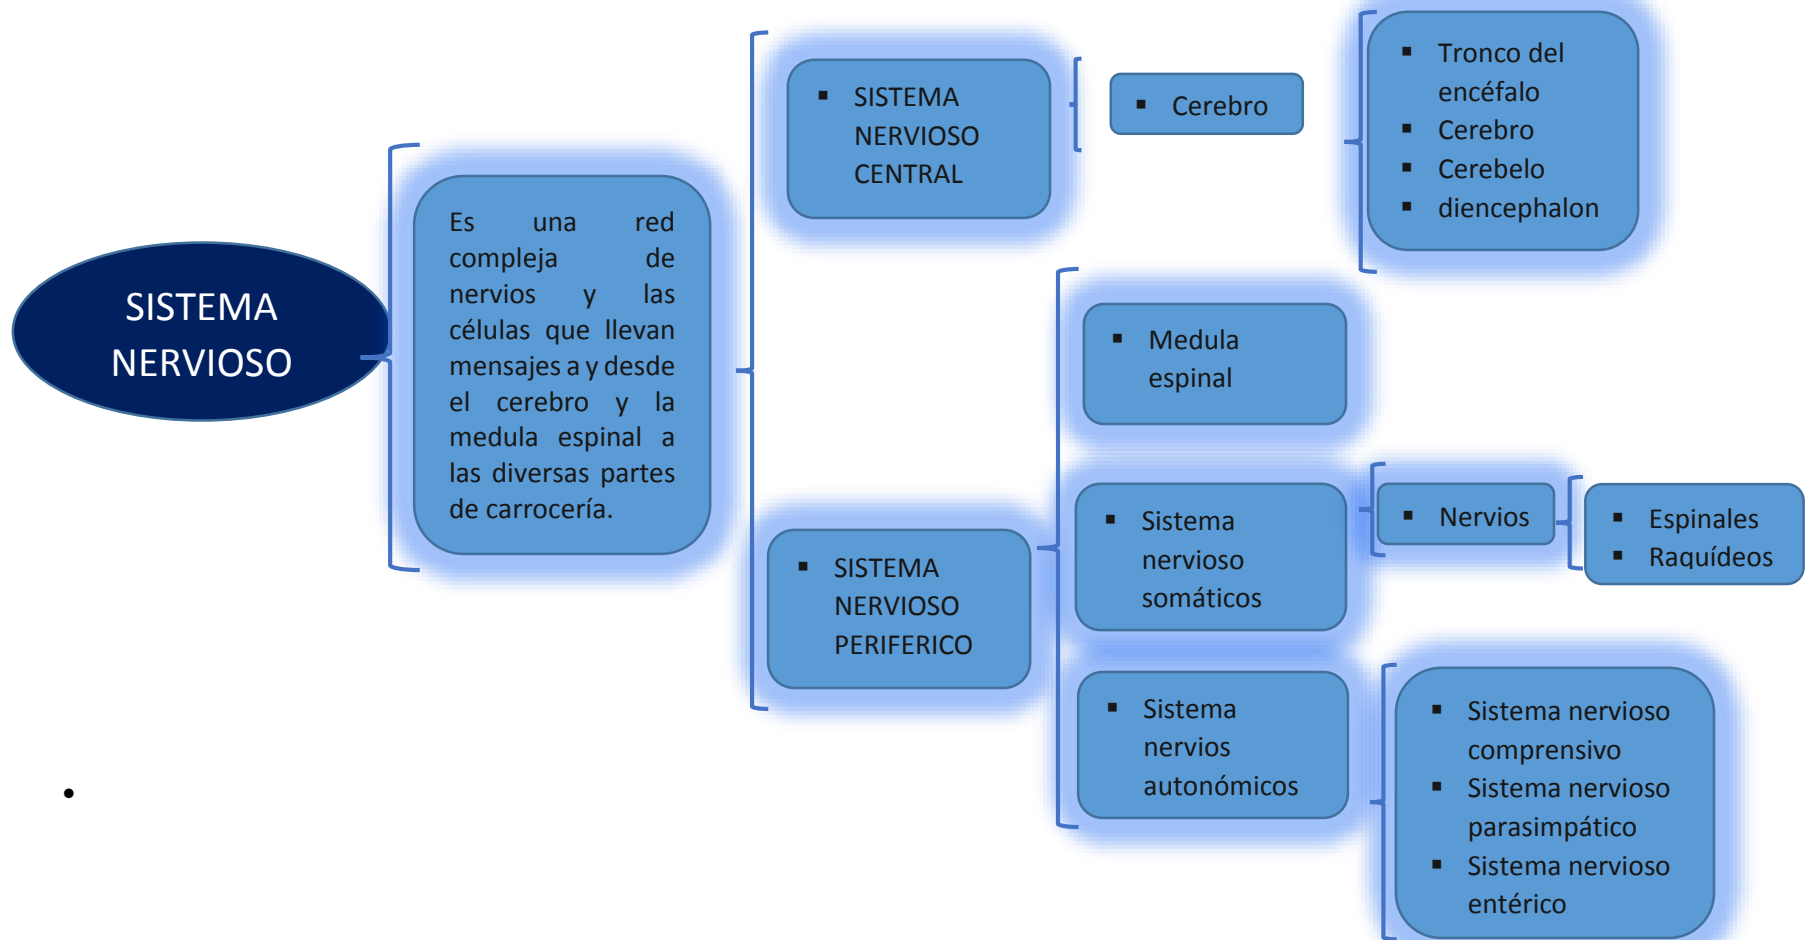 SISTEMA
NERVIOSO
Es una red
compleja de
nervios y las
células que llevan
mensajes a y desde
el cerebro y la
medula espinal a
las diversas partes
de carrocería.
▪ SISTEMA
NERVIOSO
CENTRAL
▪ Cerebro
▪ Tronco del
encéfalo
▪ Cerebro
▪ Cerebelo
▪ diencephalon
▪ SISTEMA
NERVIOSO
PERIFERICO
▪ Medula
espinal
▪ Sistema
nervioso
somáticos
▪ Nervios
▪ Espinales
▪ Raquídeos
▪ Sistema
nervios
autonómicos
▪ Sistema nervioso
comprensivo
▪ Sistema nervioso
parasimpático
▪ Sistema nervioso
entérico
•